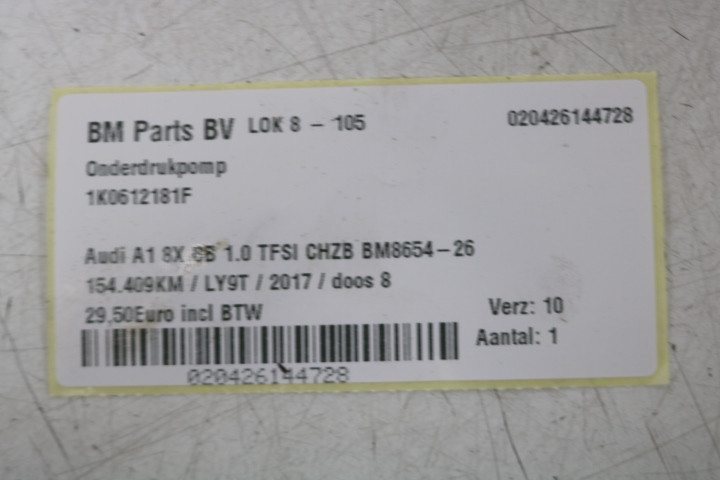 BM Parts BV LOK 8 - 105 020426144728
Onderdrukpomp
1K0612181F
Audi A1 8X SB 1.0 TFSI CHZB BM8654-26
154.409KM / LY9T / 2017 / doos 8
29,50Euro incl BTW Verz: 10
Aantal: 1
020426144728